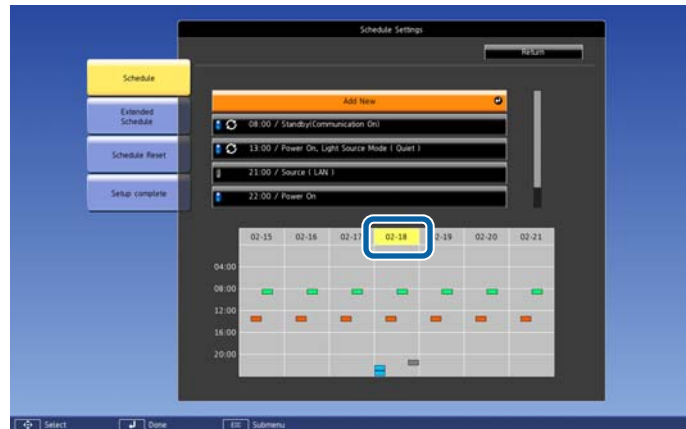 Schedule Settings
Return
Schedule
Extended
Schedule
Schedule Reset
Setup complete
Add New
08:00 / Standby(Communication On)
13:00 / Power On, Light Source Mode ( Quiet )
21:00 / Source ( LAN )
22:00 / Power On
02-15 02-16 02-17 02-18 02-19 02-20 02-21
04:00
08:00
12:00
16:00
20:00
Select Done Esc Submenu